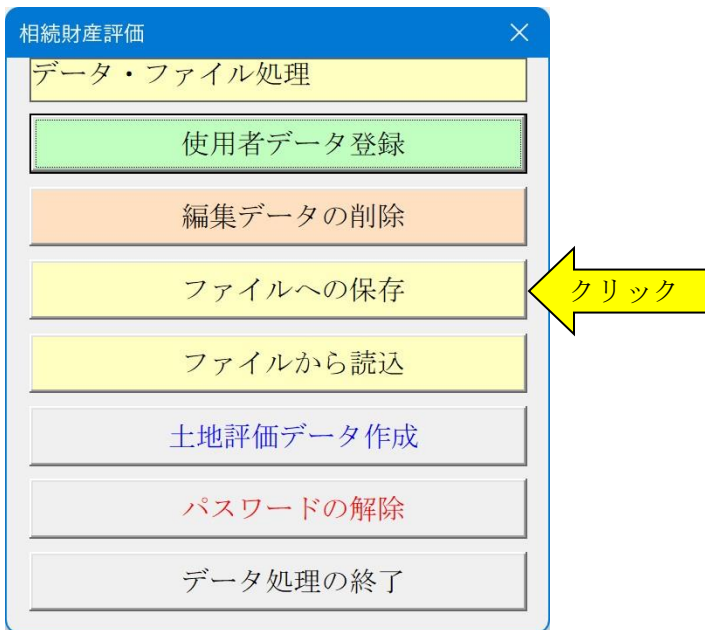 相続財産評価
データ・ファイル処理
使用者データ登録
編集データの削除
ファイルへの保存
クリック
ファイルから読込
土地評価データ作成
パスワードの解除
データ処理の終了